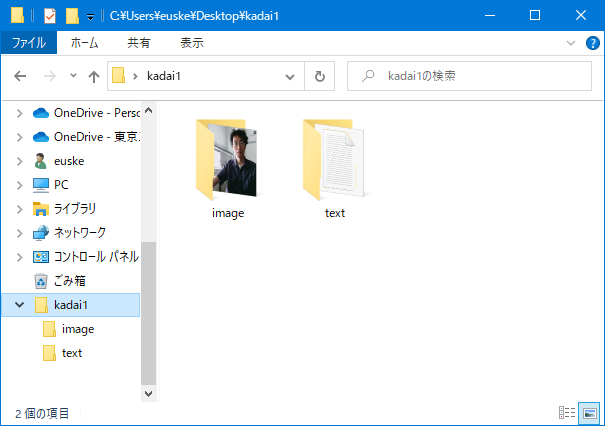 C:¥Users¥euske¥Desktop¥kadai1
ファイル ホーム 共有 表示
kadai1
kadai1の検索
OneDrive - Perso
OneDrive - 東京
euske
PC
ライブラリ
ネットワーク
コントロール パネル
ごみ箱
kadai1
image
text
image
text
2 個の項目